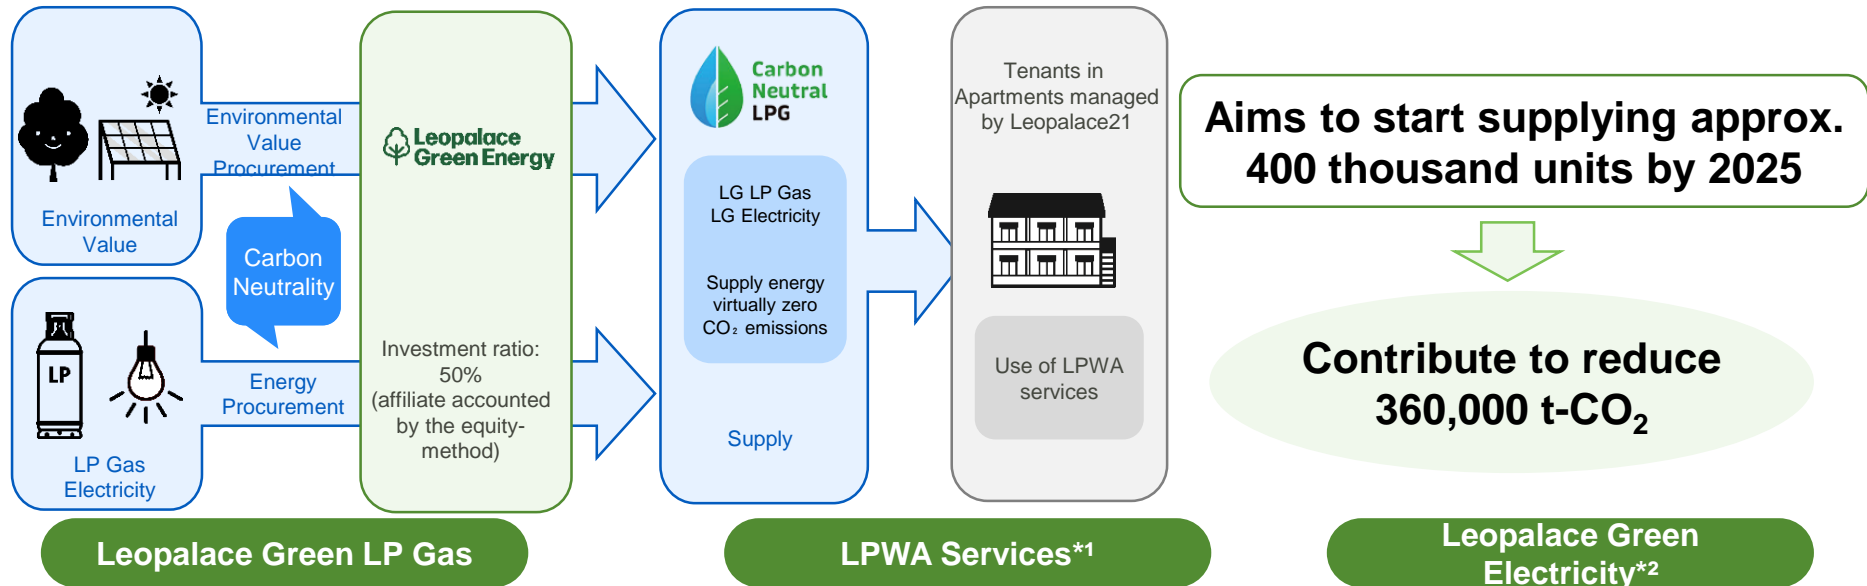 Environmental
Value
LP
LP Gas
Electricity
Environmental
Value
Procurement
Carbon
Neutrality
Energy
Procurement
Leopalace
Green Energy
Investment ratio:
50%
(affiliate accounted
by the equity-
method)
Carbon
Neutral
LPG
LG LP Gas
LG Electricity
Supply energy
virtually zero
CO₂ emissions
Supply
Tenants in
Apartments managed
by Leopalace21
Use of LPWA
services
Aims to start supplying approx.
400 thousand units by 2025
Contribute to reduce
360,000 t-CO₂
Leopalace Green LP Gas
LPWA Services*¹
Leopalace Green
Electricity*²